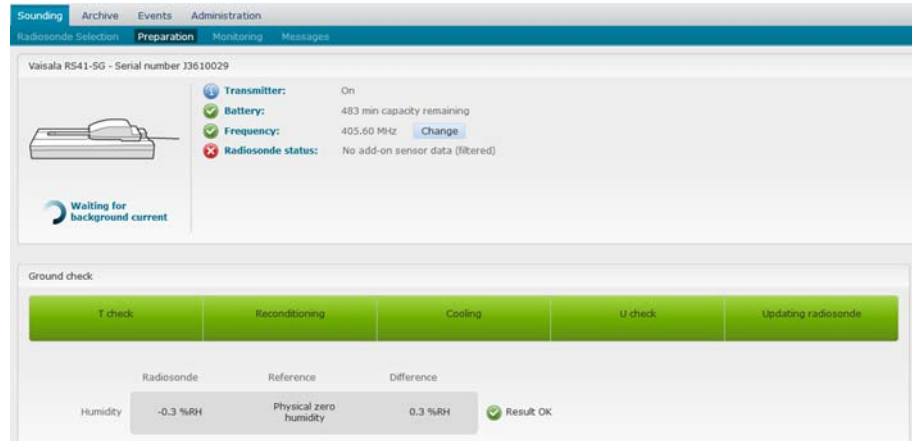 Sounding Archive Events Administration
Radiosonde Selection Preparation Monitoring Messages
Vaisala RS41-SG - Serial number J3610029
Transmitter: On
Battery: 483 min capacity remaining
Frequency: 405.60 MHz Change
Radiosonde status: No add-on sensor data (filtered)
Waiting for
background current
Ground check
T check Reconditioning Cooling U check Updating radiosonde
Radiosonde Reference Difference
Humidity -0.3 %RH Physical zero humidity 0.3 %RH Result OK